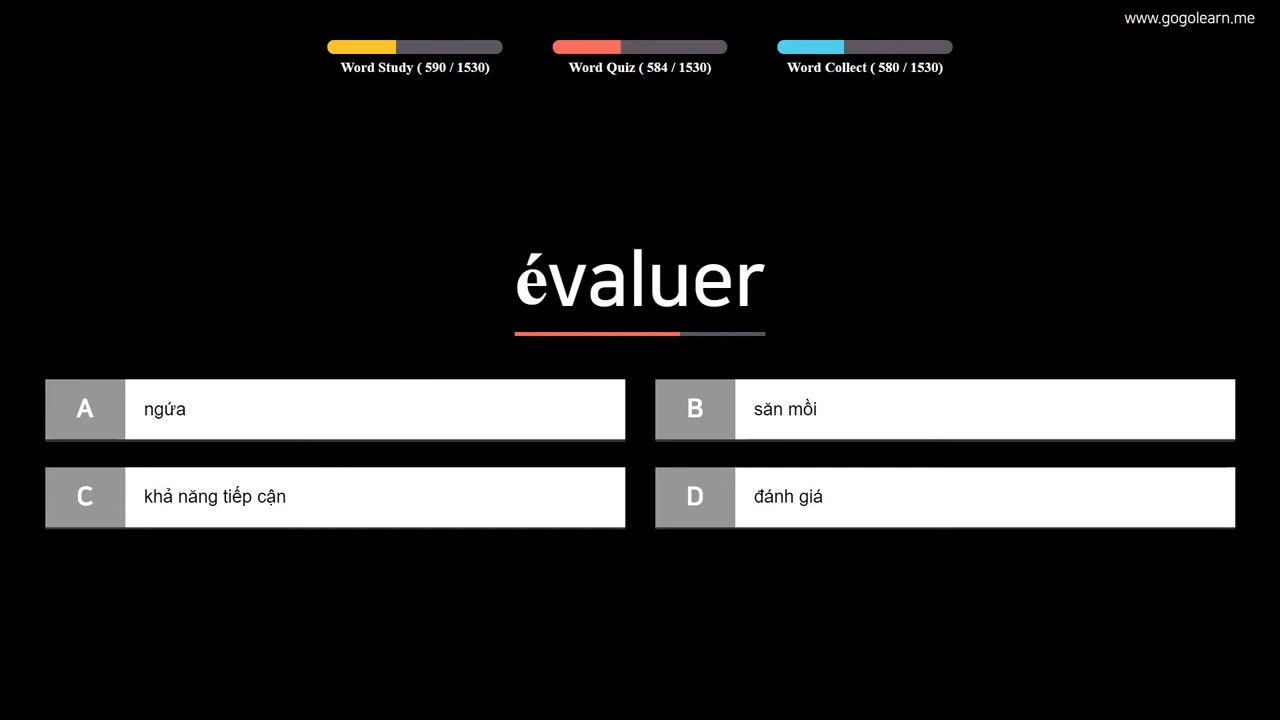 www.gogolearn.me
Word Study ( 590 / 1530)
Word Quiz ( 584 / 1530)
Word Collect ( 580 / 1530)
évaluer
A ngứa
B săn mồi
C khả năng tiếp cận
D đánh giá